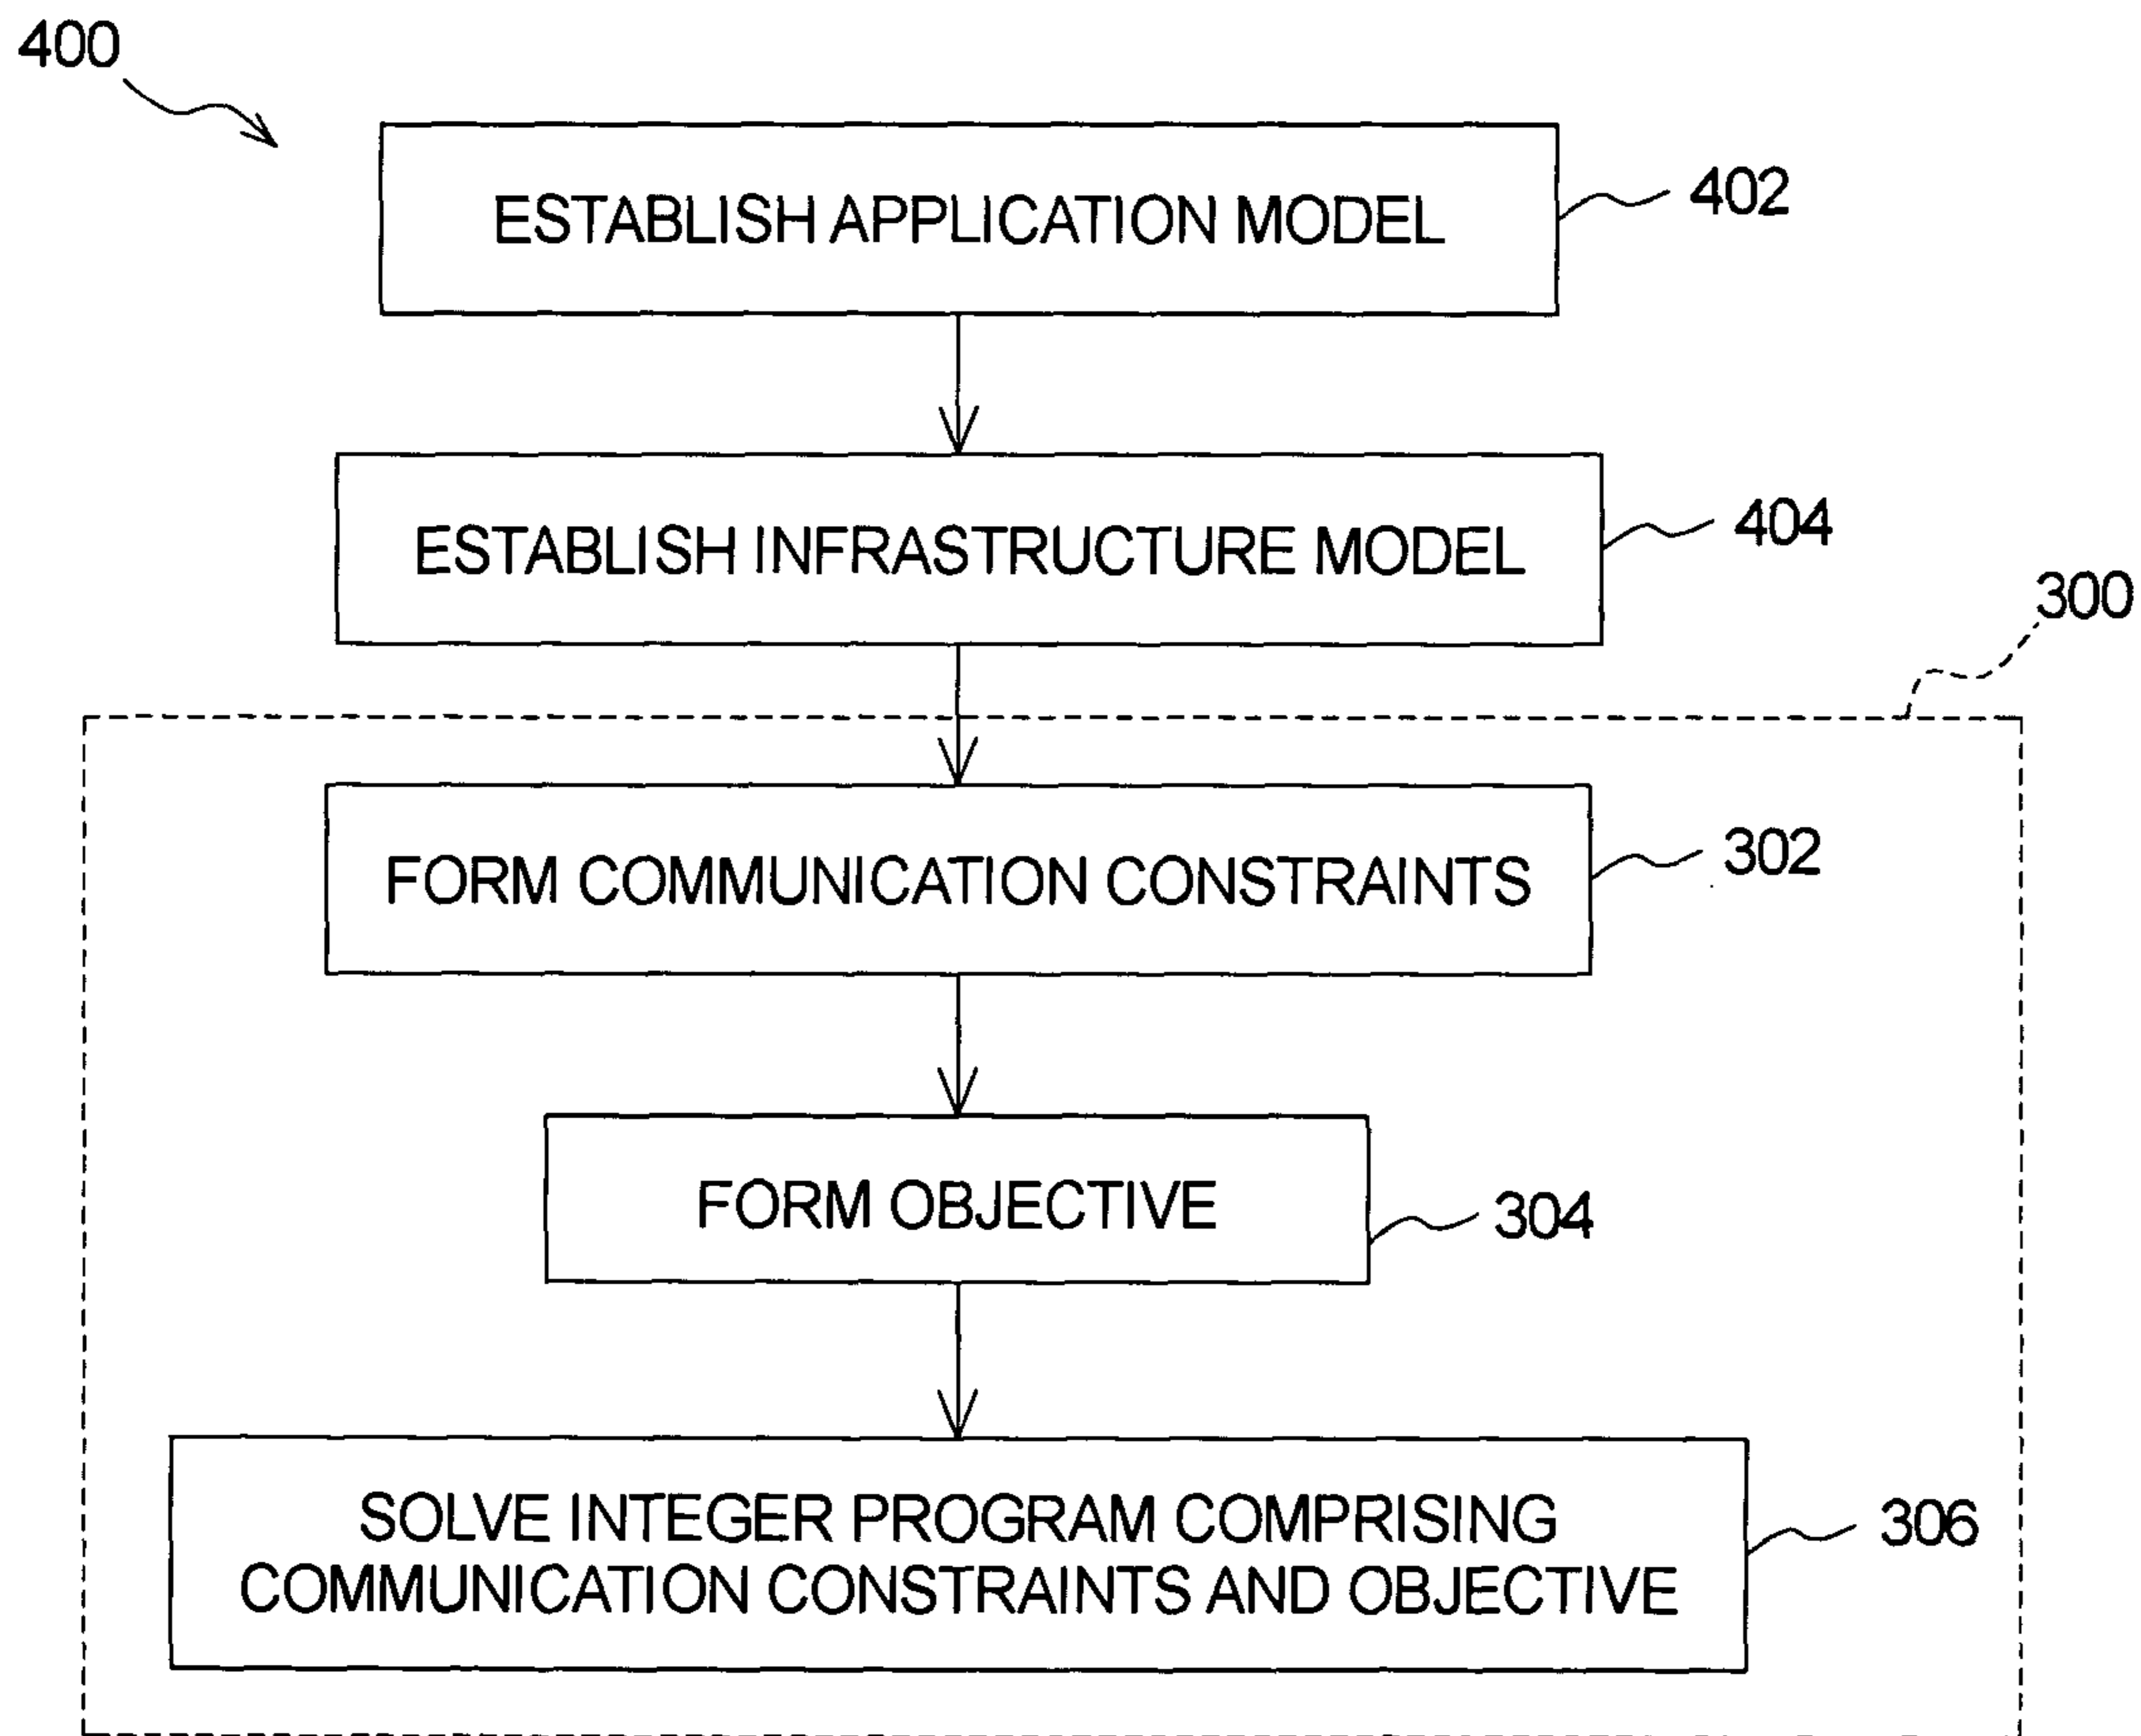 400
ESTABLISH APPLICATION MODEL
402
ESTABLISH INFRASTRUCTURE MODEL
404
300
FORM COMMUNICATION CONSTRAINTS
302
FORM OBJECTIVE
304
SOLVE INTEGER PROGRAM COMPRISING
COMMUNICATION CONSTRAINTS AND OBJECTIVE
306